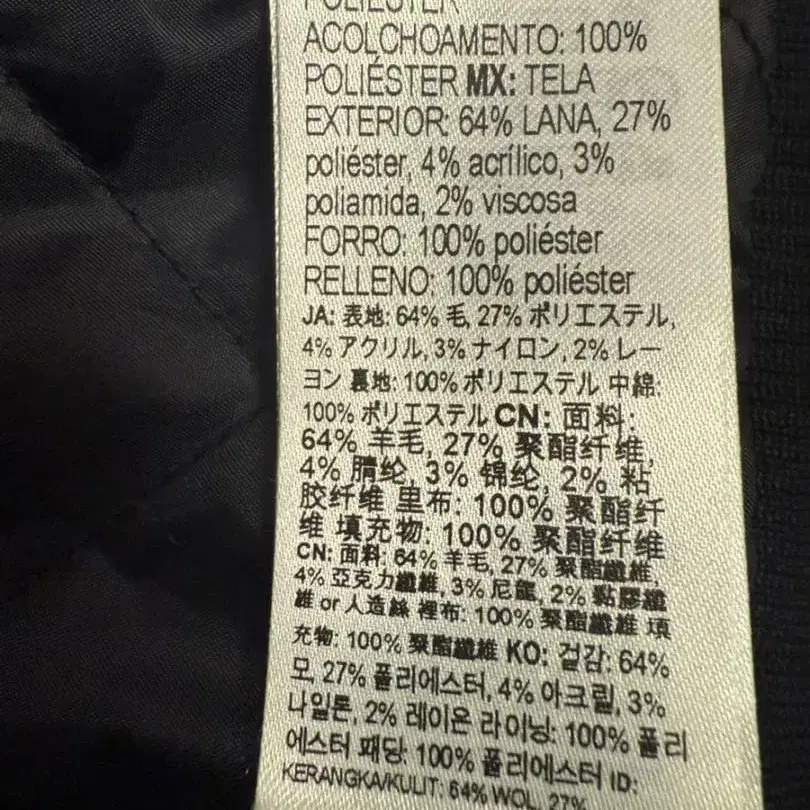 POLIÉSTER
ACOLCHOAMENTO: 100%
POLIÉSTER MX: TELA
EXTERIOR: 64% LANA, 27%
poliéster, 4% acrílico, 3%
poliamida, 2% viscosa
FORRO: 100% poliéster
RELLENO: 100% poliéster
JA: 表地: 64% 毛, 27% ポリエステル,
4% アクリル, 3% ナイロン, 2% レー
ヨン 裏地: 100% ポリエステル 中綿:
100% ポリエステル CN: 面料:
64% 羊毛, 27% 聚酯纤维,
4% 腈纶, 3% 锦纶, 2% 粘
胶纤维 里布: 100% 聚酯纤
维 填充物: 100% 聚酯纤维
CN: 面料: 64% 羊毛, 27% 聚酯纖維,
4% 亞克力纖維, 3% 尼龍, 2% 黏膠纖
維 or 人造絲 裡布: 100% 聚酯纖維 填
充物: 100% 聚酯纖維 KO: 겉감: 64%
모, 27% 폴리에스터, 4% 아크릴, 3%
나일론, 2% 레이온 라이닝: 100% 폴리
에스터 패딩: 100% 폴리에스터 ID:
KERANGKA/KULIT: 64% WOL, 27%